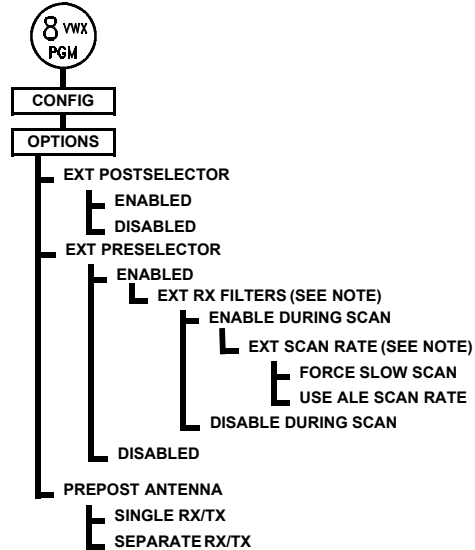 8 VWX
PGM
CONFIG
OPTIONS
EXT POSTSELECTOR
ENABLED
DISABLED
EXT PRESELECTOR
ENABLED
EXT RX FILTERS (SEE NOTE)
ENABLE DURING SCAN
EXT SCAN RATE (SEE NOTE)
FORCE SLOW SCAN
USE ALE SCAN RATE
DISABLE DURING SCAN
DISABLED
PREPOST ANTENNA
SINGLE RX/TX
SEPARATE RX/TX